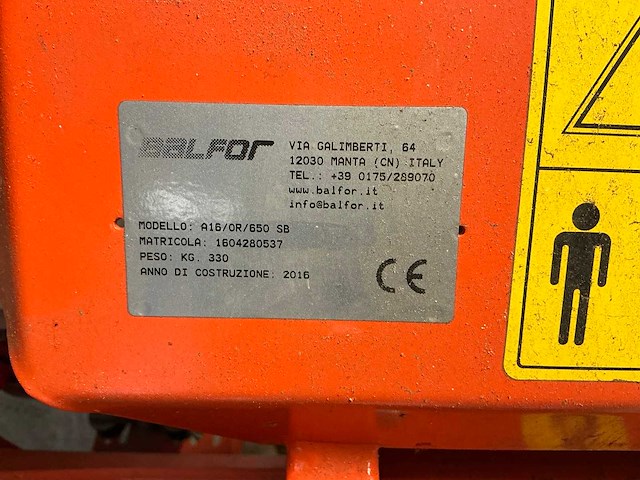 BALFOR
VIA GALIMBERTI, 64
12030 MANTA (CN) ITALY
TEL.: +39 0175/289070
www.balfor.it
info@balfor.it
MODELLO: A16/OR/650 SB
MATRICOLA: 1604280537
PESO: KG. 330
ANNO DI COSTRUZIONE: 2016
CE